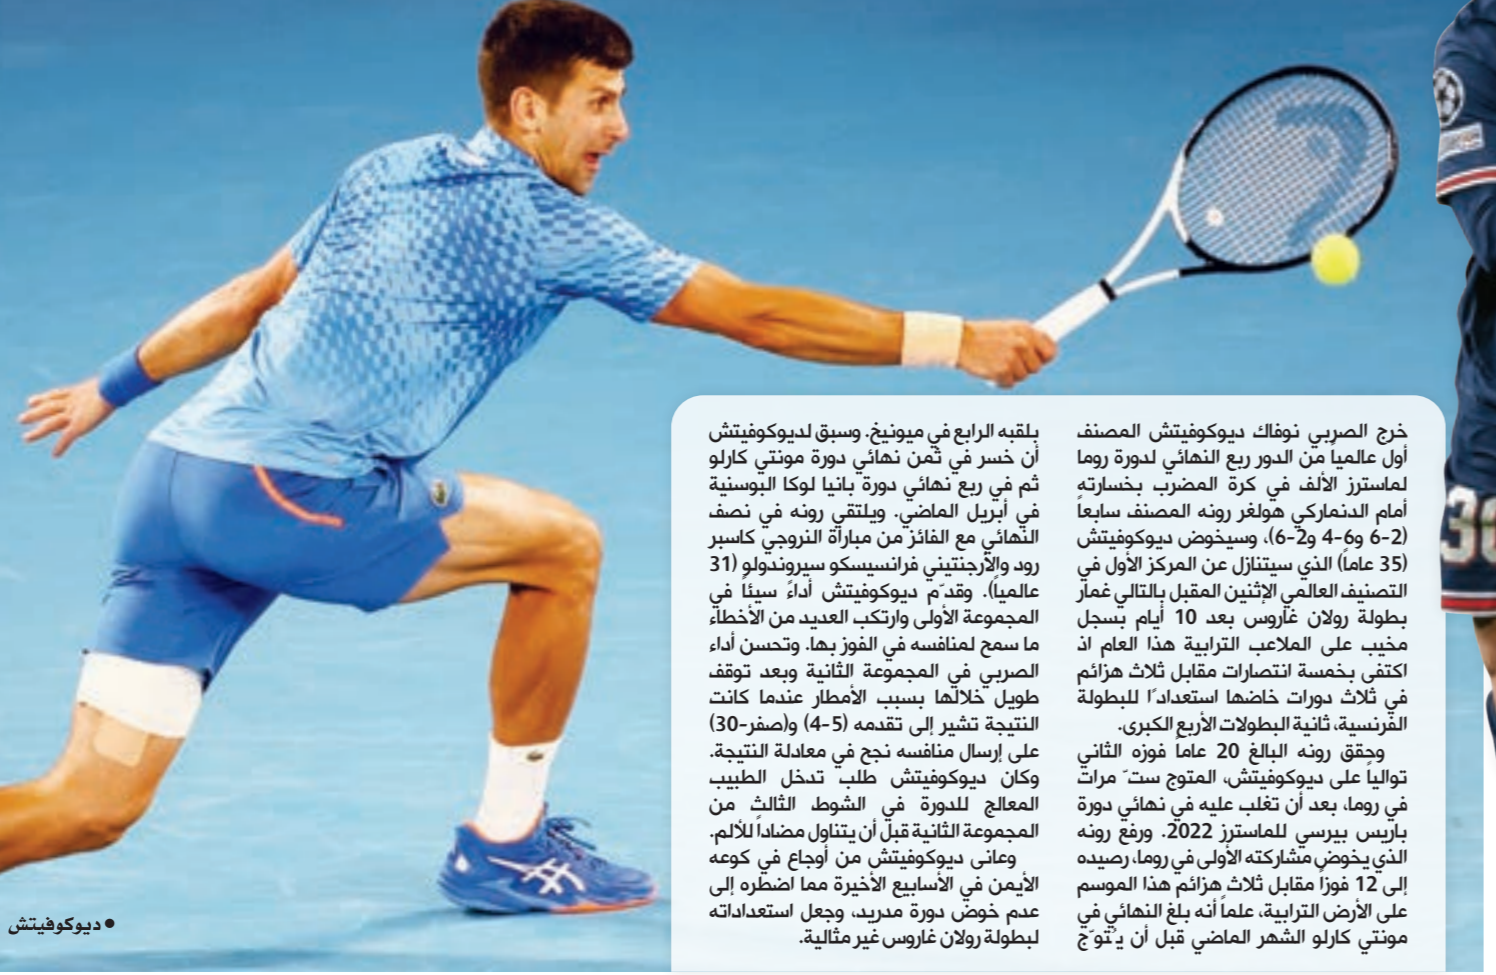 خرج الصربي نوفاك ديوكوفيتش المصنف
أول عالمياً من الدور ربع النهائي لدورة روما
لماسترز الألف في كرة المضرب بخسارته
أمام الدنماركي هولغر رونه المصنف سابعاً
(2-6 و6-4 و2-6)، وسيخوض ديوكوفيتش
(35 عاماً) الذي سيتنازل عن المركز الأول في
التصنيف العالمي الإثنين المقبل بالتالي غمار
بطولة رولان غاروس بعد 10 أيام بسجل
مخيب على الملاعب الترابية هذا العام اذ
اكتفى بخمسة انتصارات مقابل ثلاث هزائم
في ثلاث دورات خاضها استعدادًا للبطولة
الفرنسية، ثانية البطولات الأربع الكبرى.
وحقق رونه البالغ 20 عاماً فوزه الثاني
توالياً على ديوكوفيتش، المتوج ستّ مرات
في روما، بعد أن تغلب عليه في نهائي دورة
باريس بيرسي للماسترز 2022. ورفع رونه
الذي يخوض مشاركته الأولى في روما، رصيده
إلى 12 فوزاً مقابل ثلاث هزائم هذا الموسم
على الأرض الترابية، علماً أنه بلغ النهائي في
مونتي كارلو الشهر الماضي قبل أن يُتوّج
بلقبه الرابع في ميونيخ. وسبق لديوكوفيتش
أن خسر في ثمن نهائي دورة مونتي كارلو
ثم في ربع نهائي دورة بانيا لوكا البوسنية
في أبريل الماضي. ويلتقي رونه في نصف
النهائي مع الفائز من مباراة النروجي كاسبر
رود والأرجنتيني فرانسيسكو سيروندولو (31
عالمياً). وقدّم ديوكوفيتش أداءً سيئاً في
المجموعة الأولى وارتكب العديد من الأخطاء
ما سمح لمنافسه في الفوز بها. وتحسن أداء
الصربي في المجموعة الثانية وبعد توقف
طويل خلالها بسبب الأمطار عندما كانت
النتيجة تشير إلى تقدمه (5-4) و(صفر-30)
على إرسال منافسه نجح في معادلة النتيجة.
وكان ديوكوفيتش طلب تدخل الطبيب
المعالج للدورة في الشوط الثالث من
المجموعة الثانية قبل أن يتناول مضاداً للألم.
وعانى ديوكوفيتش من أوجاع في كوعه
الأيمن في الأسابيع الأخيرة مما اضطره إلى
عدم خوض دورة مدريد، وجعل استعداداته
لبطولة رولان غاروس غير مثالية.
● ديوكوفيتش